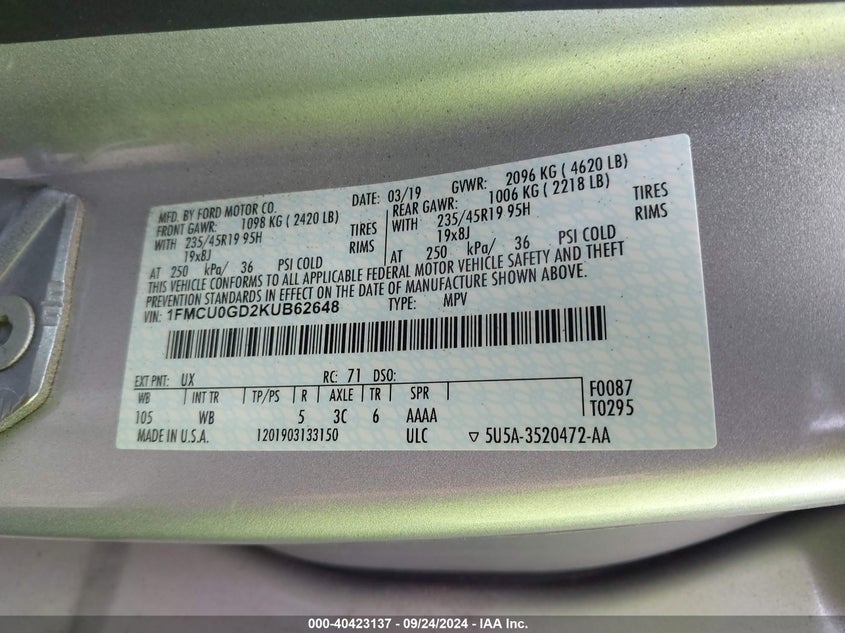 MFD. BY FORD MOTOR CO. DATE: 03/19 GVWR: 2096 KG ( 4620 LB)
FRONT GAWR: 1098 KG ( 2420 LB) REAR GAWR: 1006 KG ( 2218 LB)
WITH 235/45R19 95H TIRES WITH 235/45R19 95H TIRES
19x8J RIMS 19x8J RIMS
AT 250 kPa/ 36 PSI COLD AT 250 kPa/ 36 PSI COLD
THIS VEHICLE CONFORMS TO ALL APPLICABLE FEDERAL MOTOR VEHICLE SAFETY AND THEFT
PREVENTION STANDARDS IN EFFECT ON THE DATE OF MANUFACTURE SHOWN ABOVE.
VIN: 1FMCU0GD2KUB62648 TYPE: MPV
EXT PNT: UX RC: 71 DSO:
WB INT TR TP/PS R AXLE TR SPR F0087
105 WB 5 3C 6 AAAA T0295
MADE IN U.S.A. 1201903133150 ULC ▽ 5U5A-3520472-AA
000-40423137 - 09/24/2024 - © IAA Inc.